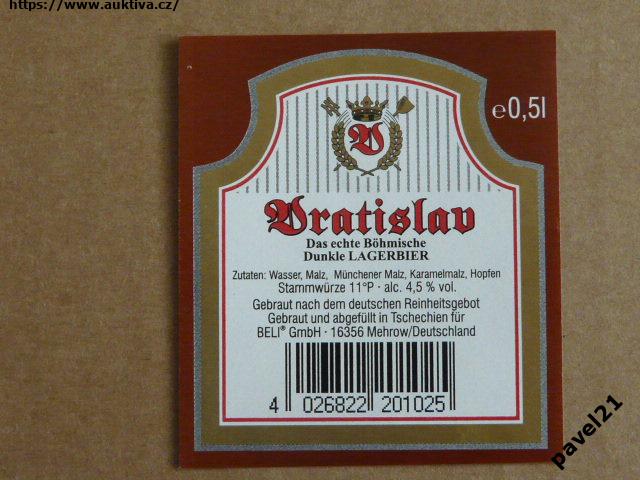 https://www.auktiva.cz/
e0,5l
V
Vratislav
Das echte Böhmische
Dunkle LAGERBIER
Zutaten: Wasser, Malz, Münchener Malz, Karamelmalz, Hopfen
Stammwürze 11°P · alc. 4,5 % vol.
Gebraut nach dem deutschen Reinheitsgebot
Gebraut und abgefüllt in Tschechien für
BELI® GmbH · 16356 Mehrow/Deutschland
4 026822 201025
pavel21